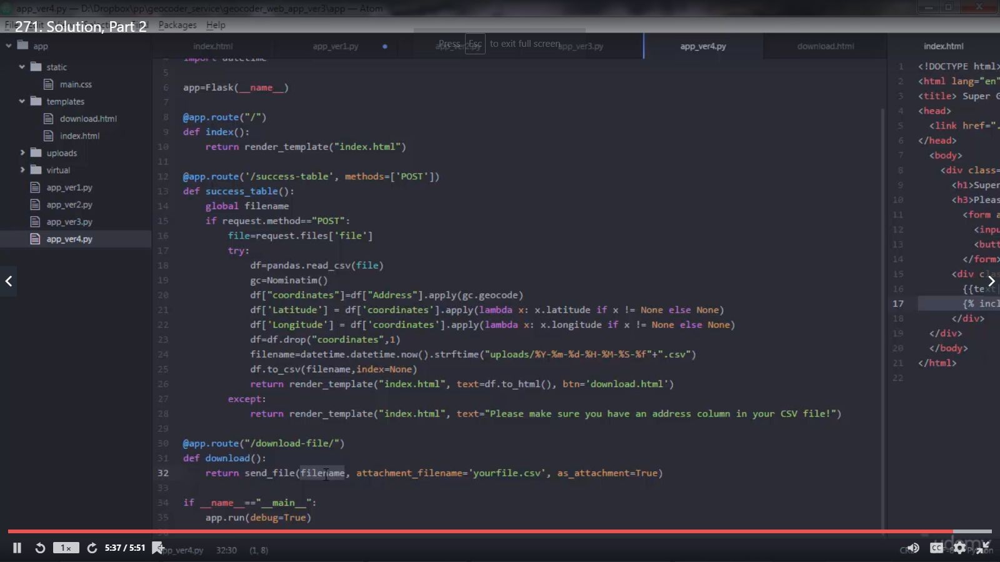 app_ver4.py — D:\Dropbox\pp\geocoder_service\geocoder_web_app_ver3\app — Atom
271. Solution, Part 2
Packages Help
Press Esc to exit full screen
app
static
main.css
templates
download.html
index.html
uploads
virtual
app_ver1.py
app_ver2.py
app_ver3.py
app_ver4.py
index.html app_ver1.py app_ver3.py app_ver4.py download.html index.html
4 import datetime
5
6 app=Flask(__name__)
7
8 @app.route("/")
9 def index():
10 return render_template("index.html")
11
12 @app.route('/success-table', methods=['POST'])
13 def success_table():
14 global filename
15 if request.method=="POST":
16 file=request.files['file']
17 try:
18 df=pandas.read_csv(file)
19 gc=Nominatim()
20 df["coordinates"]=df["Address"].apply(gc.geocode)
21 df['Latitude'] = df['coordinates'].apply(lambda x: x.latitude if x != None else None)
22 df['Longitude'] = df['coordinates'].apply(lambda x: x.longitude if x != None else None)
23 df=df.drop("coordinates",1)
24 filename=datetime.datetime.now().strftime("uploads/%Y-%m-%d-%H-%M-%S-%f"+".csv")
25 df.to_csv(filename,index=None)
26 return render_template("index.html", text=df.to_html(), btn='download.html')
27 except:
28 return render_template("index.html", text="Please make sure you have an address column in your CSV file!")
29
30 @app.route("/download-file/")
31 def download():
32 return send_file(filename, attachment_filename='yourfile.csv', as_attachment=True)
33
34 if __name__=="__main__":
35 app.run(debug=True)
1 <!DOCTYPE html>
2 <html lang="en"
3 <title> Super G
4 <head>
5 <link href=".
6 </head>
7 <body>
8 <div class=
9 <h1>Super
10 <h3>Pleas
11 <form a
12 <inpu
13 <butt
14 </form>
15 <div cla
16 {{text|
17 {% incl
18 </div>
19 </div>
20 </body>
21 </html>
22
1x 5:37 / 5:51
app_ver4.py 32:30 (1, 8)
CC
Python
udemy